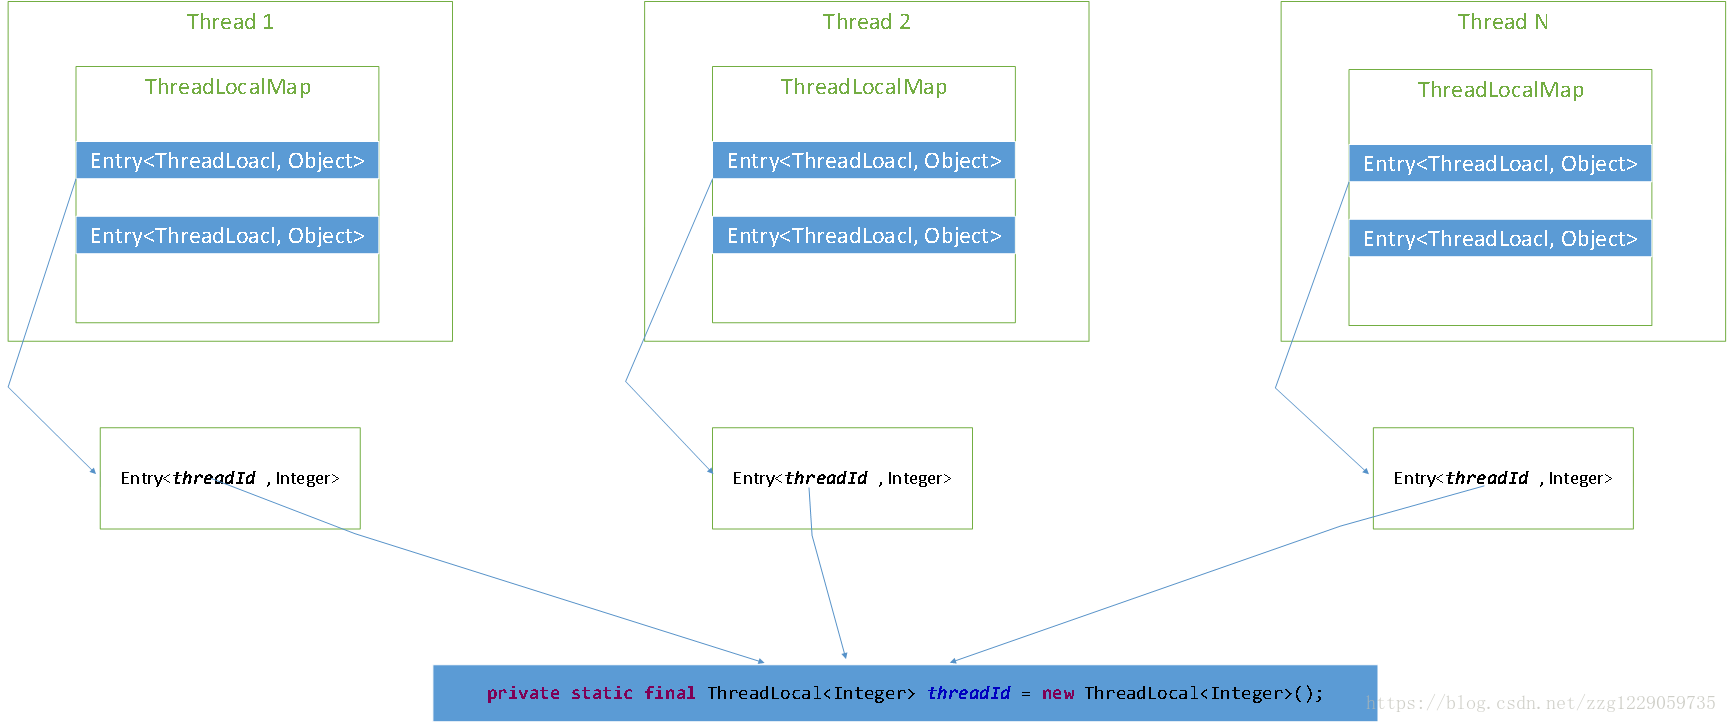 Thread 1
Thread 2
Thread N
ThreadLocalMap
ThreadLocalMap
ThreadLocalMap
Entry<ThreadLoacl, Object>
Entry<ThreadLoacl, Object>
Entry<ThreadLoacl, Object>
Entry<ThreadLoacl, Object>
Entry<ThreadLoacl, Object>
Entry<ThreadLoacl, Object>
Entry<threadId ,Integer>
Entry<threadId ,Integer>
Entry<threadId ,Integer>
private static final ThreadLocal<Integer> threadId = new ThreadLocal<Integer>();
https://blog.csdn.net/zzg1229059735